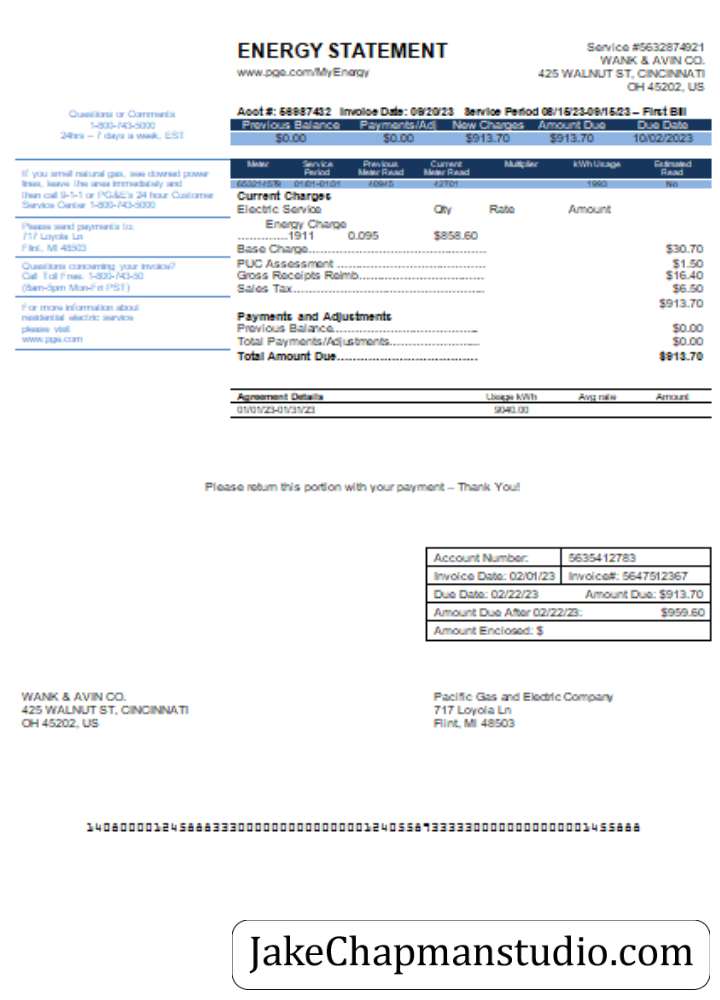 ENERGY STATEMENT
www.pge.com/MyEnergy
Service #5632874921
WANK & AVIN CO.
425 WALNUT ST, CINCINNATI
OH 45202, US
Questions or Comments
1-800-743-5000
24hrs – 7 days a week, EST
Acct #: 58987432 Invoice Date: 09/20/23 Service Period 08/15/23-09/15/23 – First Bill
Previous Balance Payments/Adj New Charges Amount Due Due Date
$0.00 $0.00 $913.70 $913.70 10/02/2023
If you smell natural gas, see downed power
lines, leave the area immediately and
then call 9-1-1 or PG&E's 24 hour Customer
Service Center 1-800-743-5000
Please send payments to.
717 Loyola Ln
Flint, MI 48503
Questions concerning your invoice?
Call Toll Free: 1-800-743-50
(8am-5pm Mon-Fri PST)
For more information about
residential electric service
please visit
www.pge.com
Meter Service Period Previous Meter Read Current Meter Read Multiplier kWh Usage Estimated Read
01/01-01/31 40915 42701 No
Current Charges
Electric Service Qty Rate Amount
Energy Charge
..............1911 0.095 $858.60
Base Charge................................................... $30.70
PUC Assessment ........................................... $1.50
Gross Receipts Reimb..................................... $16.40
Sales Tax....................................................... $6.50
$913.70
Payments and Adjustments
Previous Balance.......................................... $0.00
Total Payments/Adjustments.......................... $0.00
Total Amount Due........................................ $913.70
Agreement Details Usage kWh Avg rate Amount
01/01/23-01/31/23 9040.00
Please return this portion with your payment – Thank You!
Account Number: 5635412783
Invoice Date: 02/01/23 Invoice#: 5647512367
Due Date: 02/22/23 Amount Due: $913.70
Amount Due After 02/22/23: $959.60
Amount Enclosed: $
WANK & AVIN CO.
425 WALNUT ST, CINCINNATI
OH 45202, US
Pacific Gas and Electric Company
717 Loyola Ln
Flint, MI 48503
JakeChapmanstudio.com